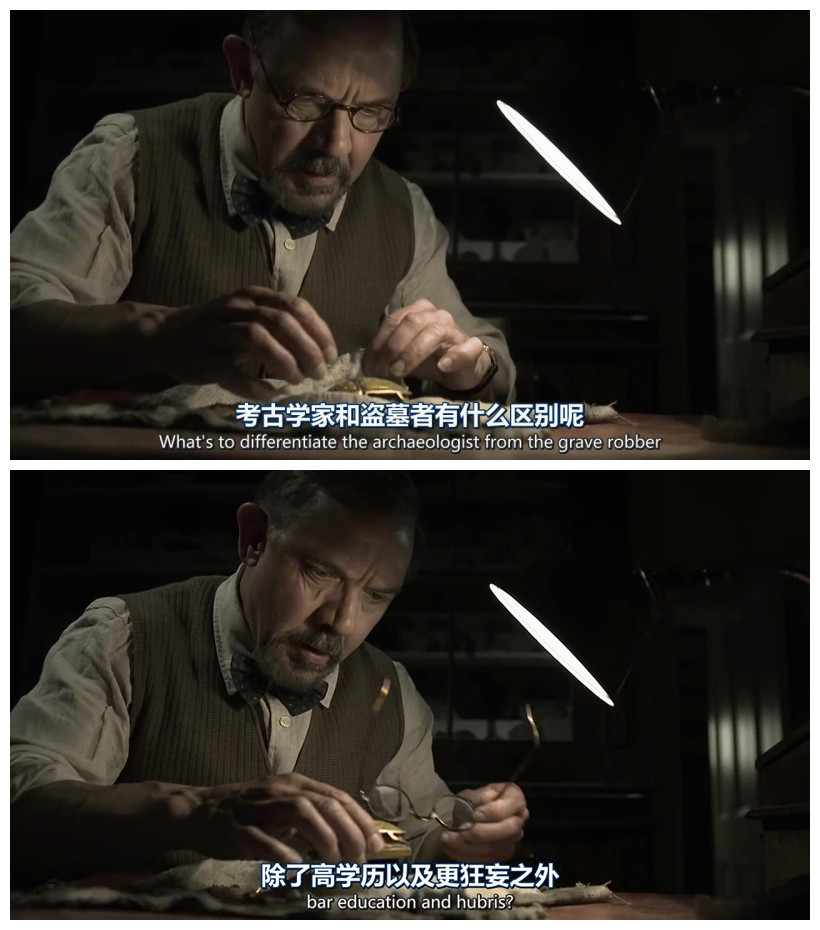 考古学家和盗墓者有什么区别呢
What's to differentiate the archaeologist from the grave robber
除了高学历以及更狂妄之外
bar education and hubris?